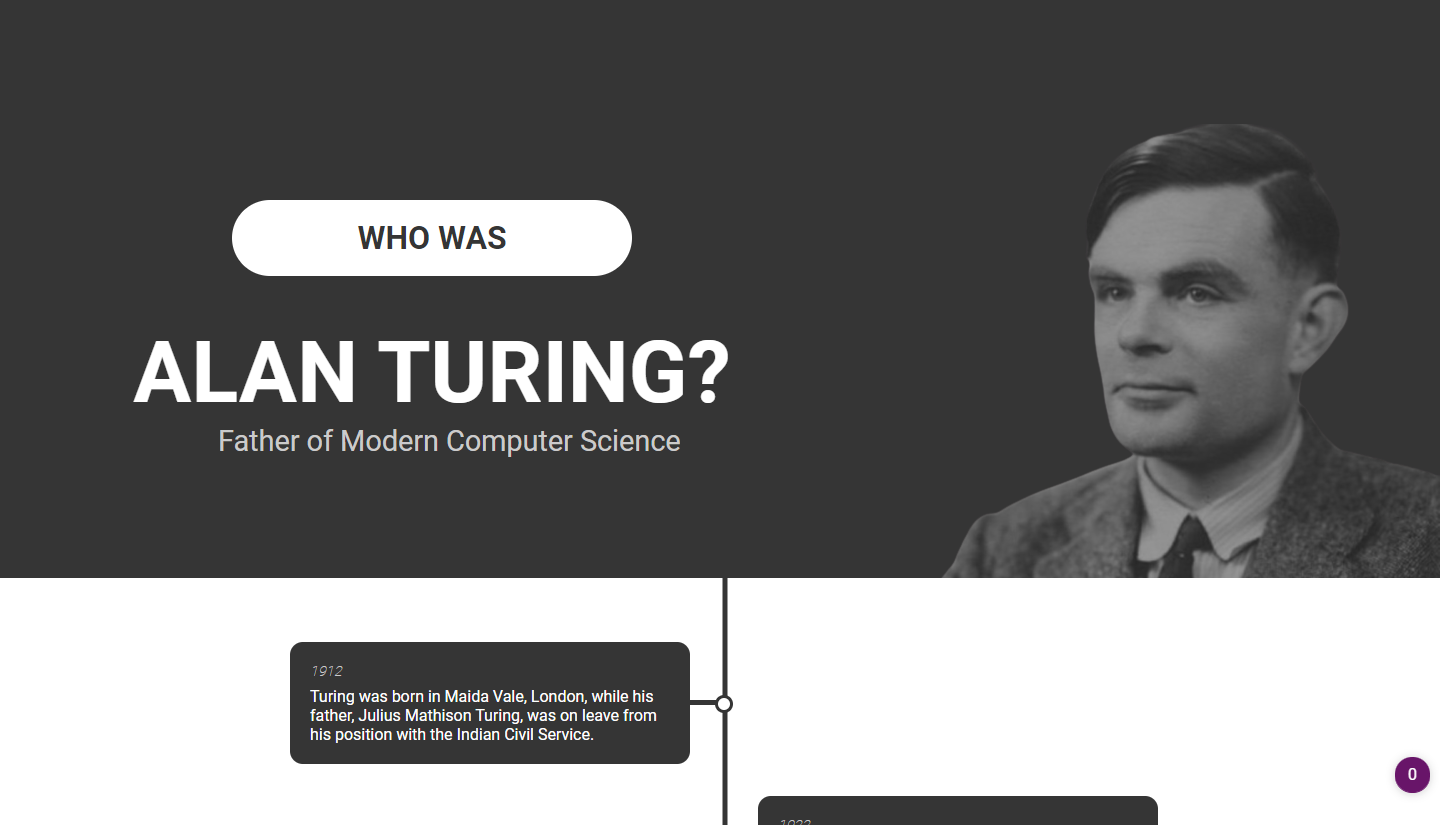 WHO WAS
ALAN TURING?
Father of Modern Computer Science
1912
Turing was born in Maida Vale, London, while his
father, Julius Mathison Turing, was on leave from
his position with the Indian Civil Service.
0